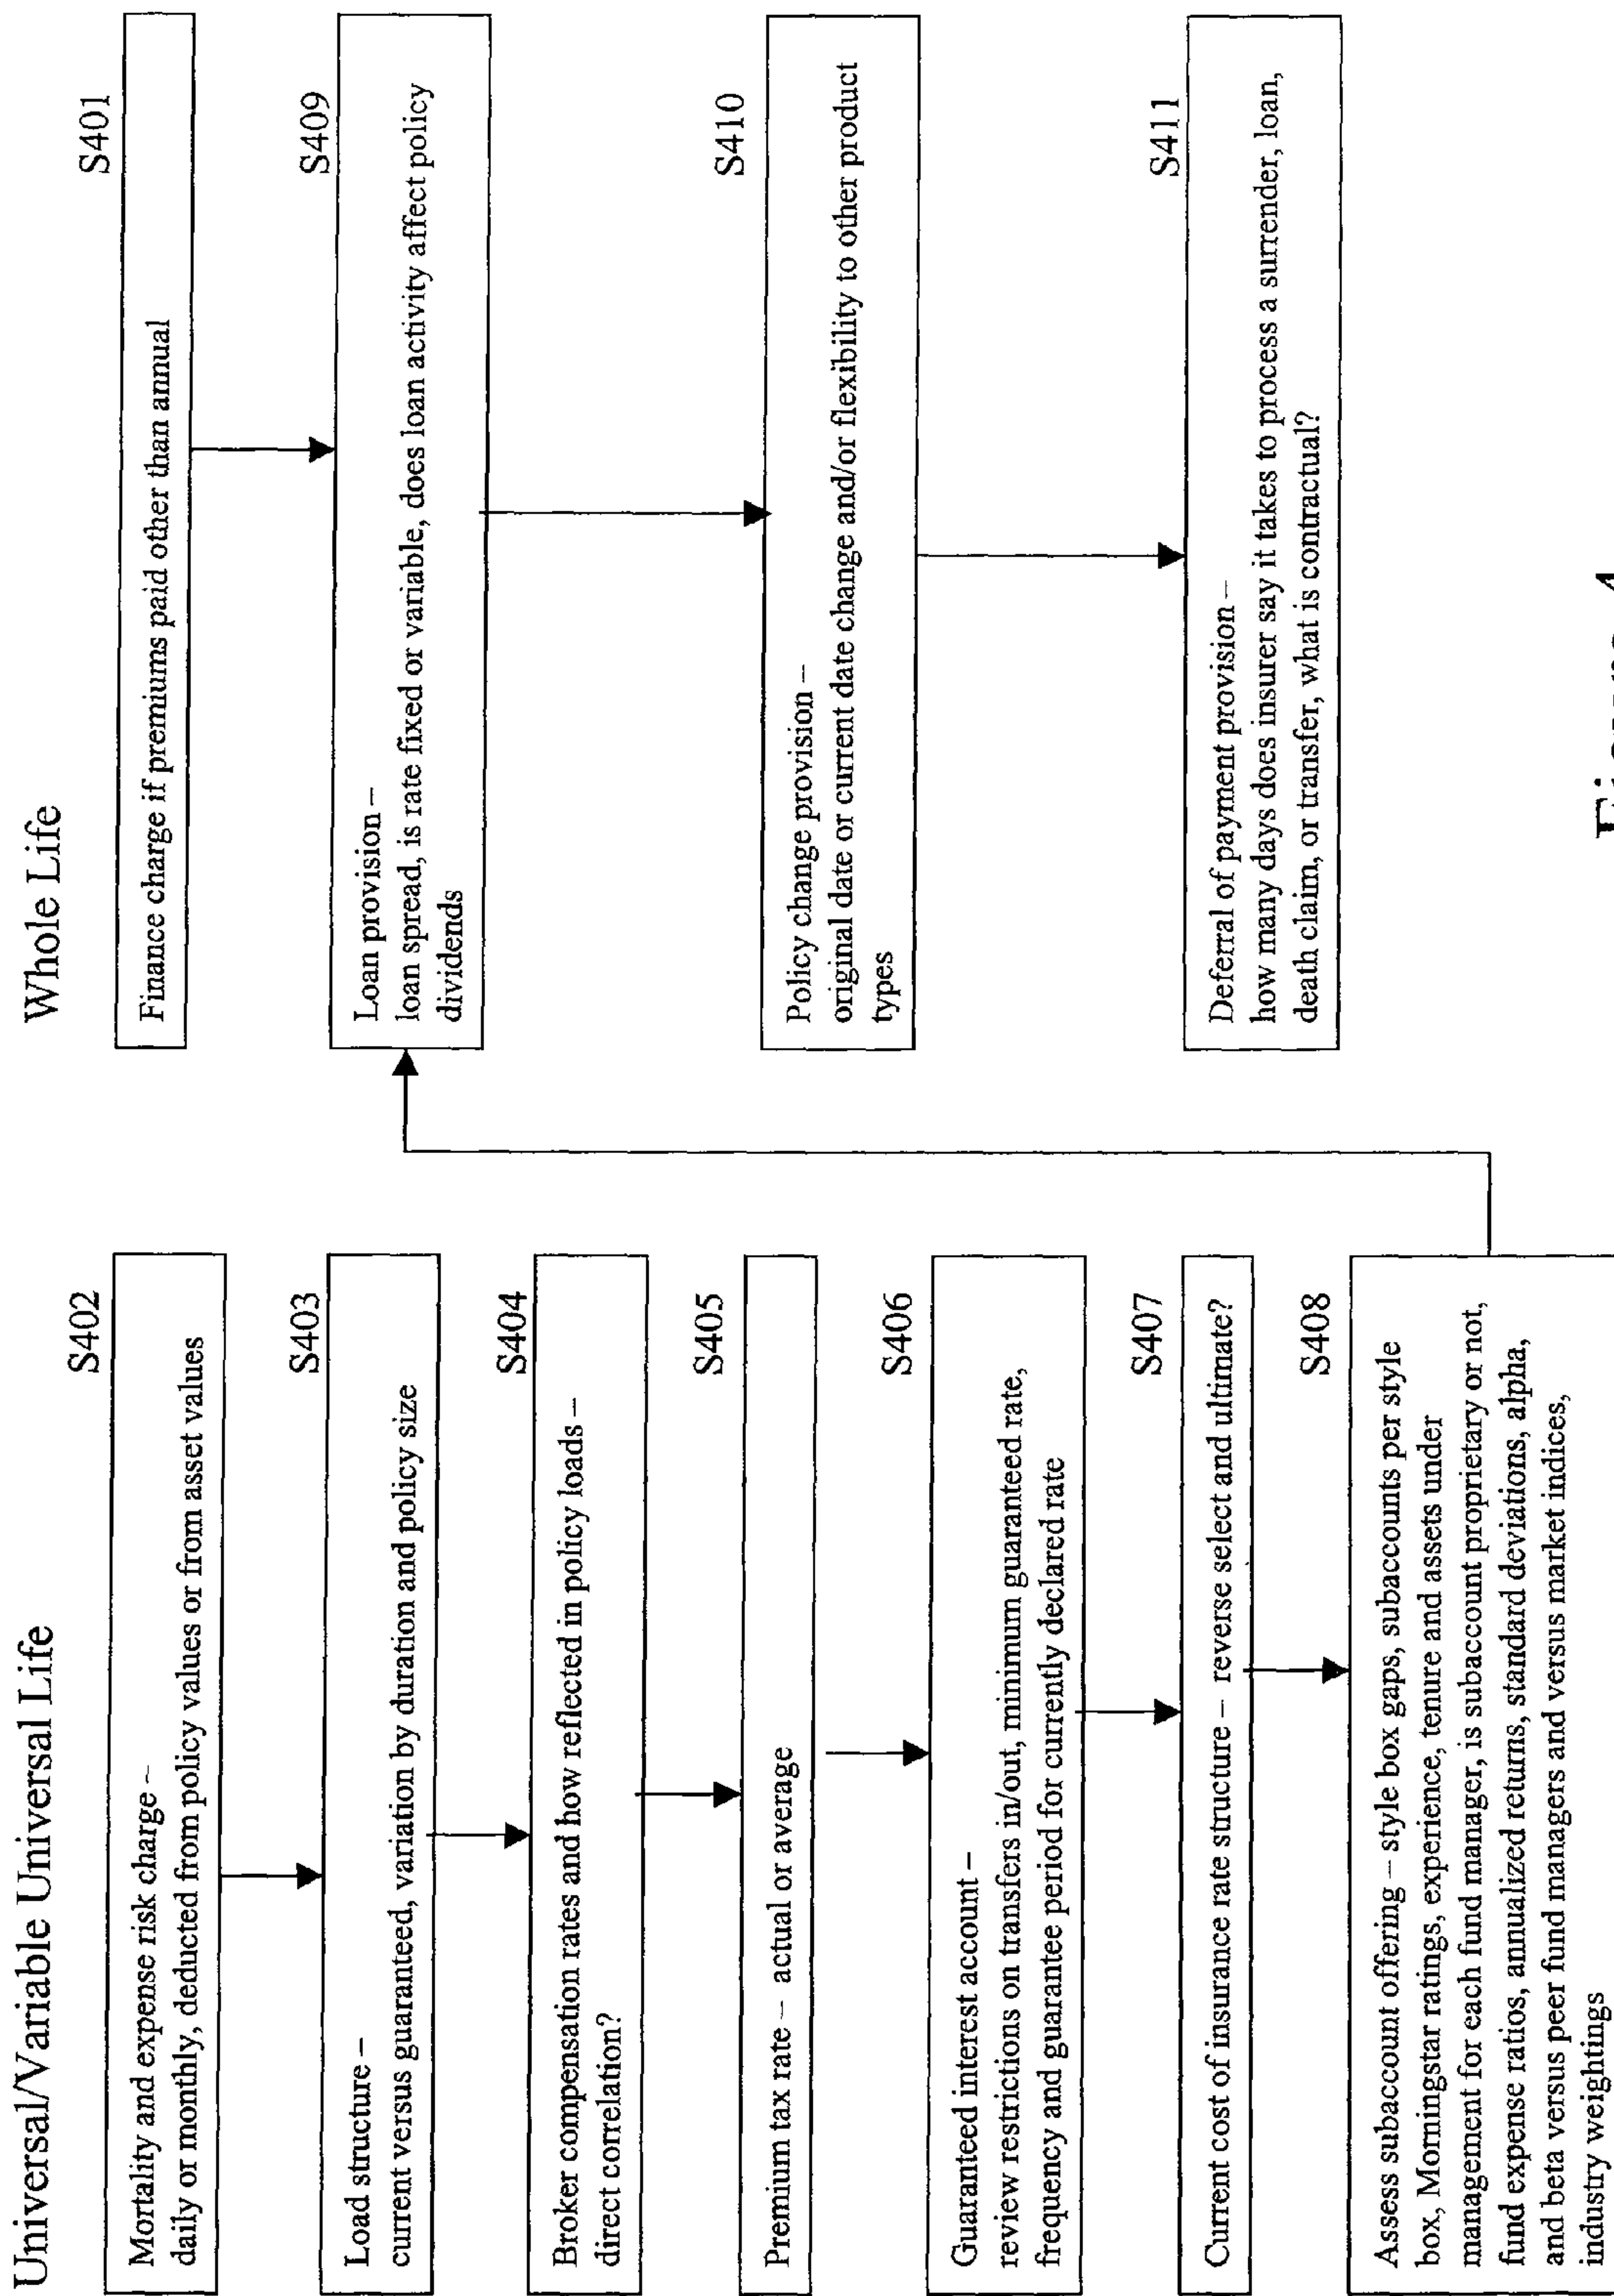 Universal/Variable Universal Life
S402
Mortality and expense risk charge –
daily or monthly, deducted from policy values or from asset values
S403
Load structure –
current versus guaranteed, variation by duration and policy size
S404
Broker compensation rates and how reflected in policy loads –
direct correlation?
S405
Premium tax rate – actual or average
S406
Guaranteed interest account –
review restrictions on transfers in/out, minimum guaranteed rate,
frequency and guarantee period for currently declared rate
S407
Current cost of insurance rate structure – reverse select and ultimate?
S408
Assess subaccount offering – style box gaps, subaccounts per style
box, Morningstar ratings, experience, tenure and assets under
management for each fund manager, is subaccount proprietary or not,
fund expense ratios, annualized returns, standard deviations, alpha,
and beta versus peer fund managers and versus market indices,
industry weightings
Whole Life
S401
Finance charge if premiums paid other than annual
S409
Loan provision –
loan spread, is rate fixed or variable, does loan activity affect policy
dividends
S410
Policy change provision –
original date or current date change and/or flexibility to other product
types
S411
Deferral of payment provision –
how many days does insurer say it takes to process a surrender, loan,
death claim, or transfer, what is contractual?
Figure 4